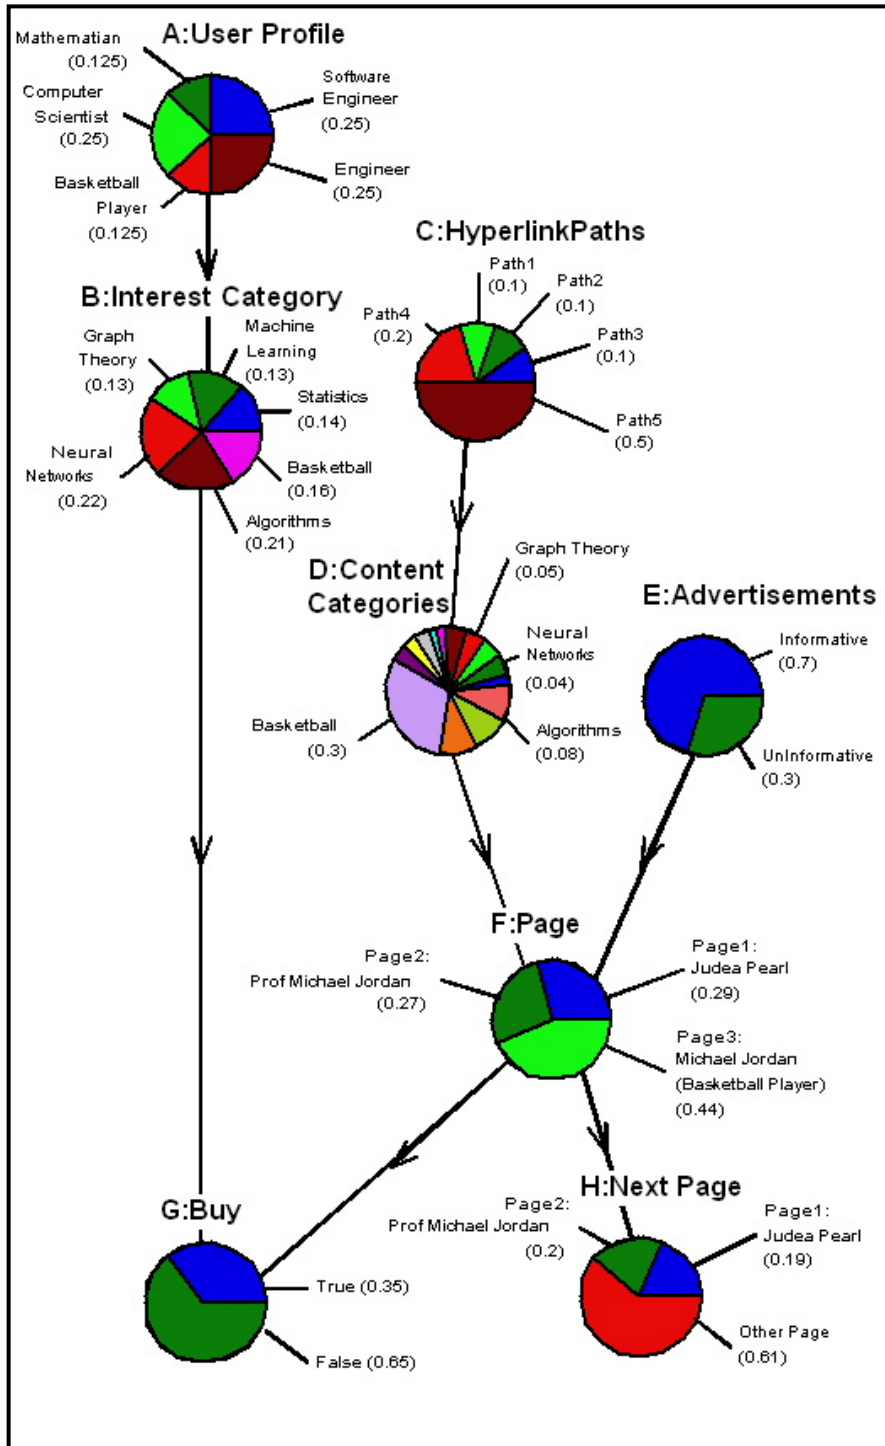 A:User Profile
Mathematian
(0.125)
Software
Engineer
(0.25)
Computer
Scientist
(0.25)
Engineer
(0.25)
Basketball
Player
(0.125)
C:HyperlinkPaths
Path1
(0.1)
Path2
(0.1)
Path4
(0.2)
Path3
(0.1)
Path5
(0.5)
B:Interest Category
Graph
Theory
(0.13)
Machine
Learning
(0.13)
Statistics
(0.14)
Neural
Networks
(0.22)
Basketball
(0.16)
Algorithms
(0.21)
D:Content
Categories
Graph Theory
(0.05)
Neural
Networks
(0.04)
Basketball
(0.3)
Algorithms
(0.08)
E:Advertisements
Informative
(0.7)
UnInformative
(0.3)
F:Page
Page2:
Prof Michael Jordan
(0.27)
Page1:
Judea Pearl
(0.29)
Page3:
Michael Jordan
(Basketball Player)
(0.44)
G:Buy
True (0.35)
False (0.65)
H:Next Page
Page2:
Prof Michael Jordan
(0.2)
Page1:
Judea Pearl
(0.19)
Other Page
(0.61)